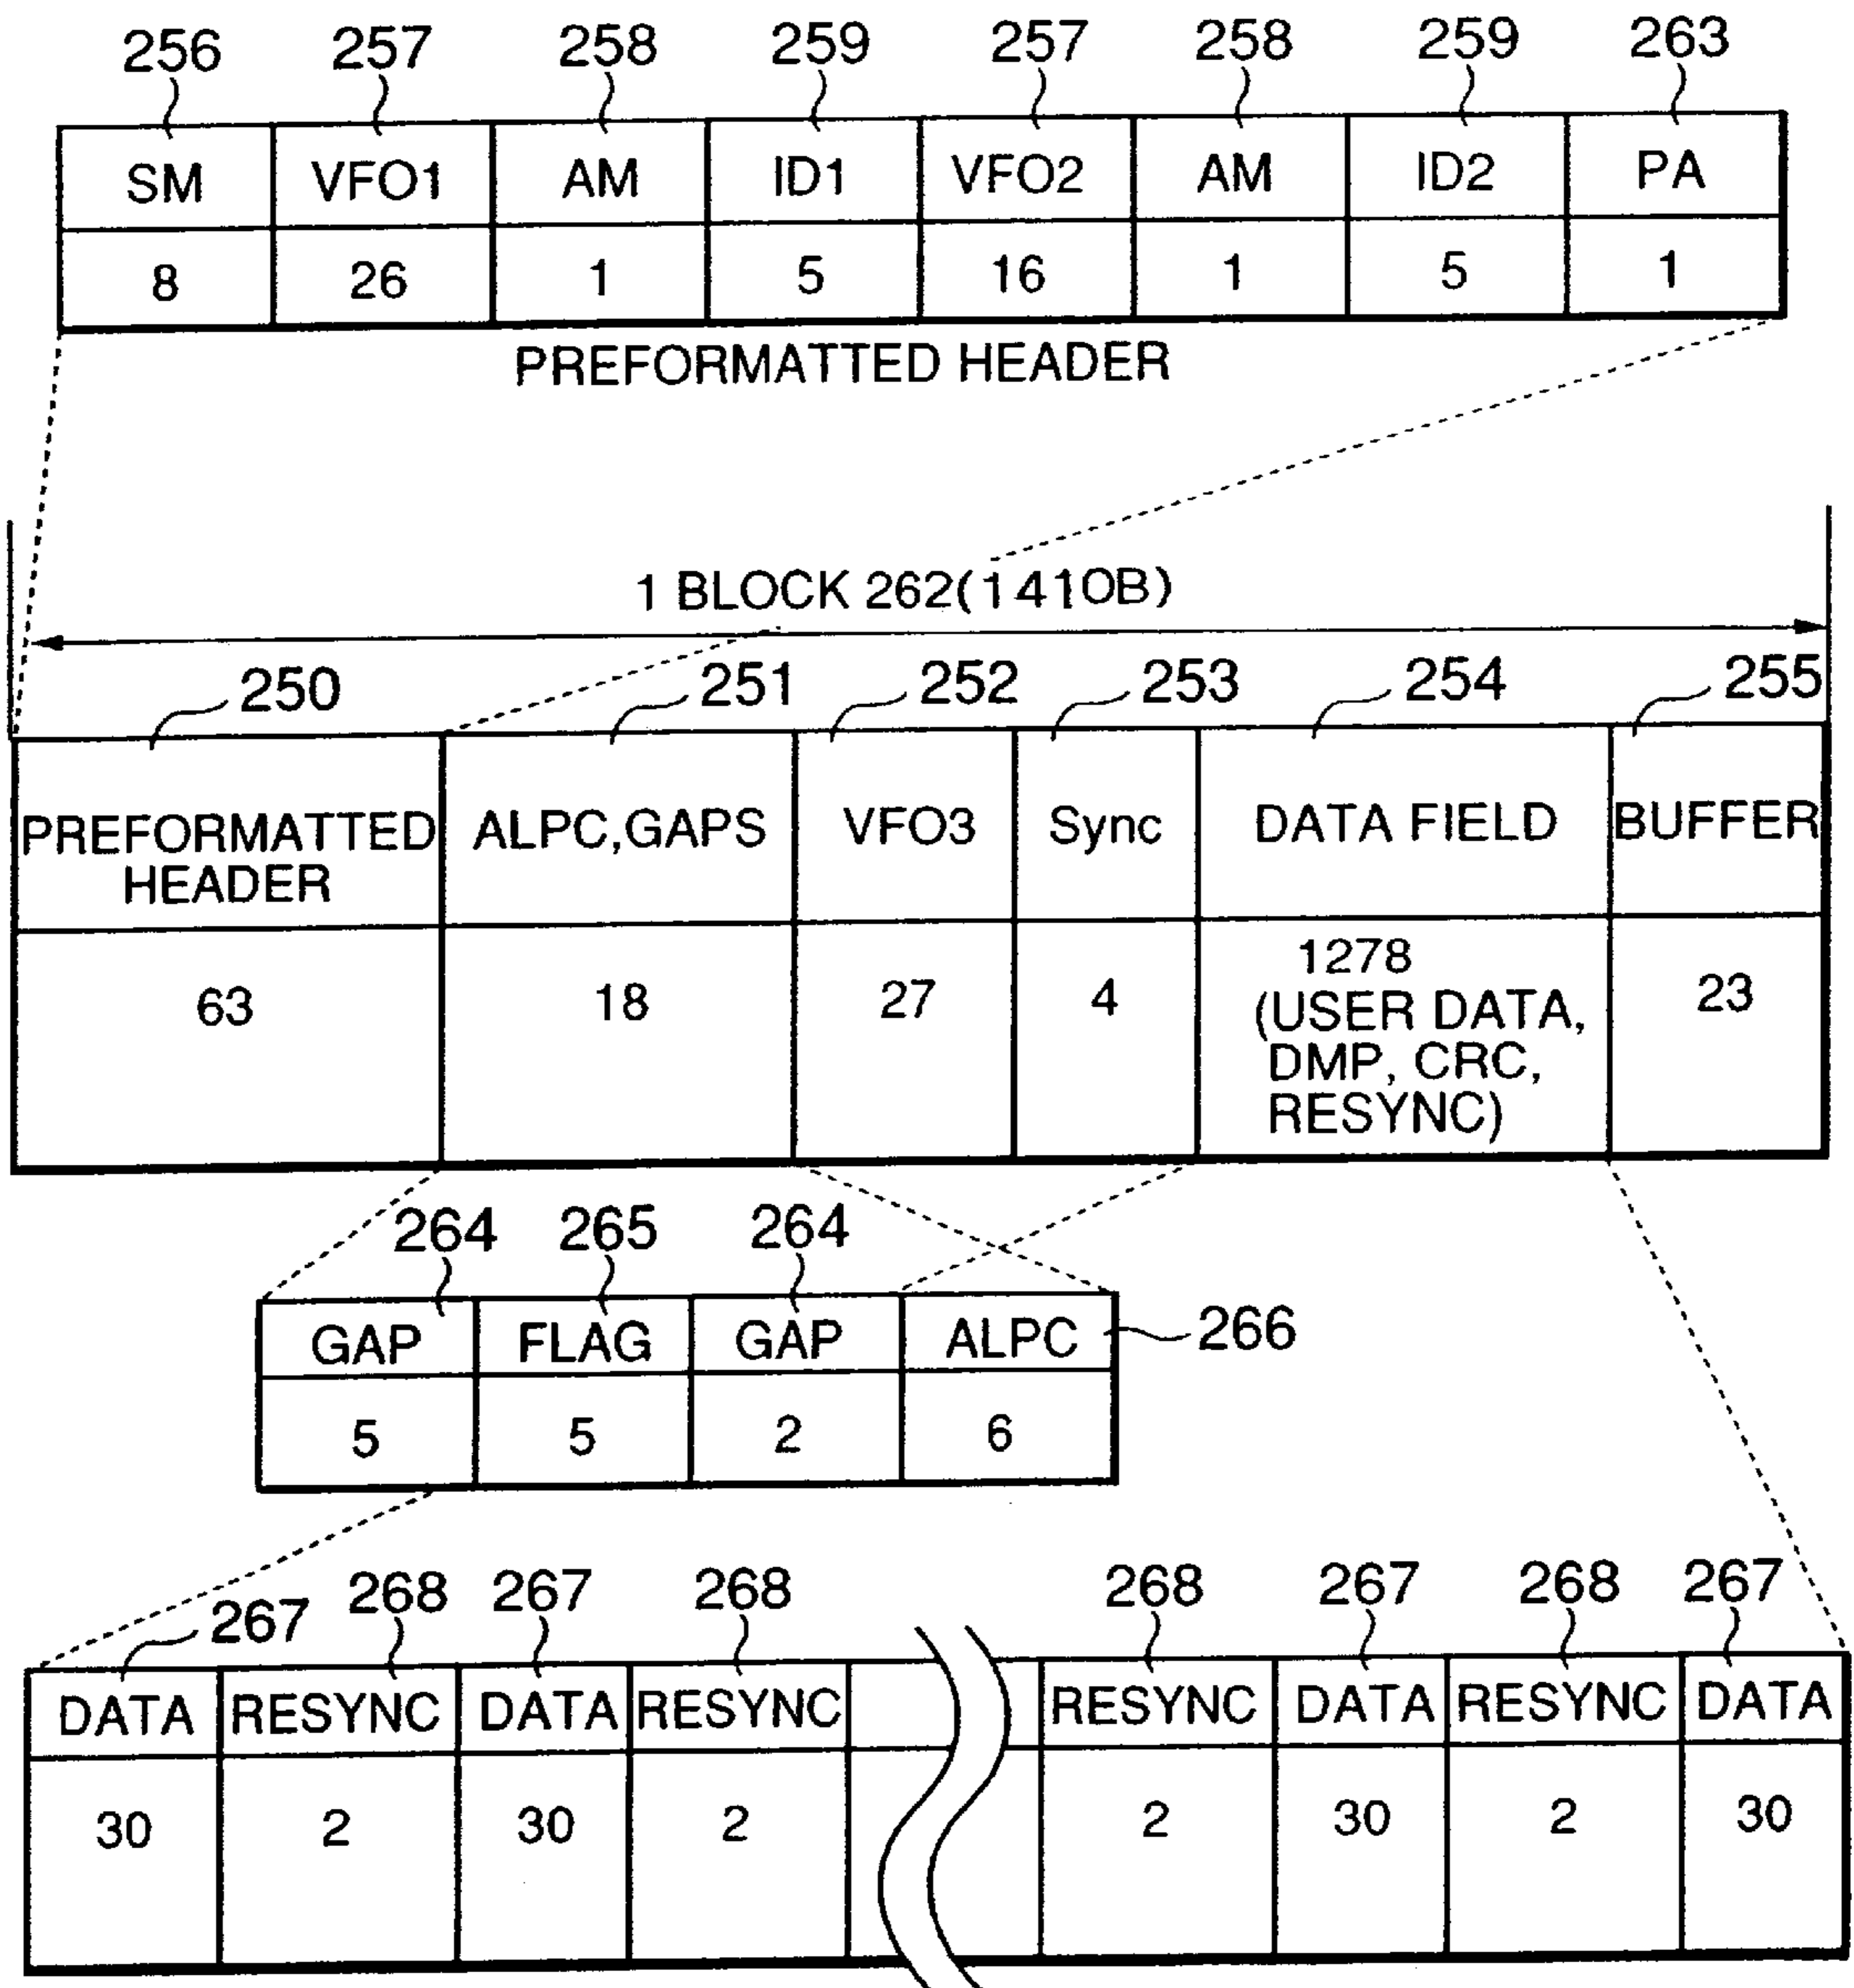 256 257 258 259 257 258 259 263
SM VFO1 AM ID1 VFO2 AM ID2 PA
8 26 1 5 16 1 5 1
PREFORMATTED HEADER
1 BLOCK 262(1410B)
250 251 252 253 254 255
PREFORMATTED HEADER ALPC,GAPS VFO3 Sync DATA FIELD BUFFER
63 18 27 4 1278 (USER DATA, DMP, CRC, RESYNC) 23
264 265 264
GAP FLAG GAP ALPC 266
5 5 2 6
267 268 267 268 268 267 268 267
DATA RESYNC DATA RESYNC RESYNC DATA RESYNC DATA
30 2 30 2 2 30 2 30